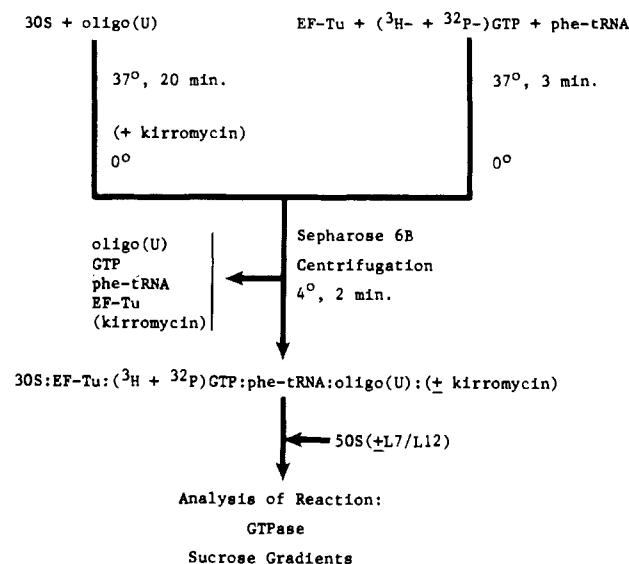 30S + oligo(U)
EF-Tu + (³H- + ³²P-)GTP + phe-tRNA
37°, 20 min.
(+ kirromycin)
0°
37°, 3 min.
0°
oligo(U)
GTP
phe-tRNA
EF-Tu
(kirromycin)
Sepharose 6B
Centrifugation
4°, 2 min.
30S:EF-Tu:(³H + ³²P)GTP:phe-tRNA:oligo(U):(± kirromycin)
50S(±L7/L12)
Analysis of Reaction:
GTPase
Sucrose Gradients